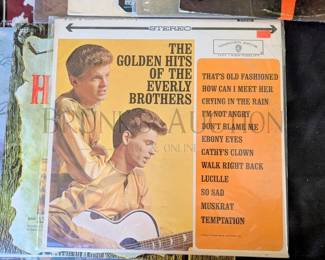 STEREO
THE
GOLDEN HITS
OF THE
EVERLY
BROTHERS
THAT'S OLD FASHIONED
HOW CAN I MEET HER
CRYING IN THE RAIN
I'M NOT ANGRY
DON'T BLAME ME
EBONY EYES
CATHY'S CLOWN
WALK RIGHT BACK
LUCILLE
SO SAD
MUSKRAT
TEMPTATION
H